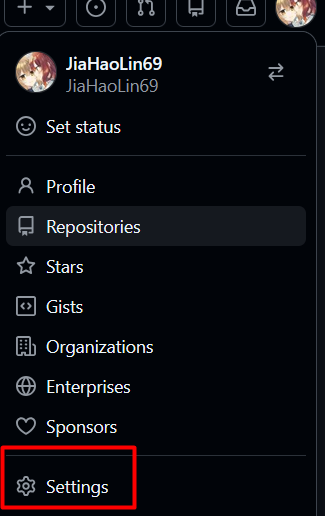 JiaHaoLin69
JiaHaoLin69
Set status
Profile
Repositories
Stars
Gists
Organizations
Enterprises
Sponsors
Settings